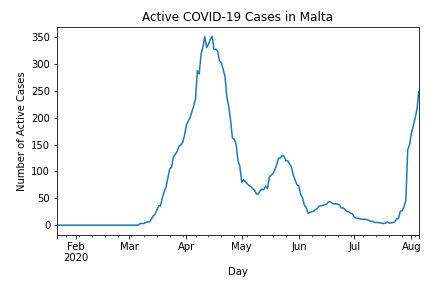 Active COVID-19 Cases in Malta
Number of Active Cases
350
300
250
200
150
100
50
0
Feb Mar Apr May Jun Jul Aug
2020
Day